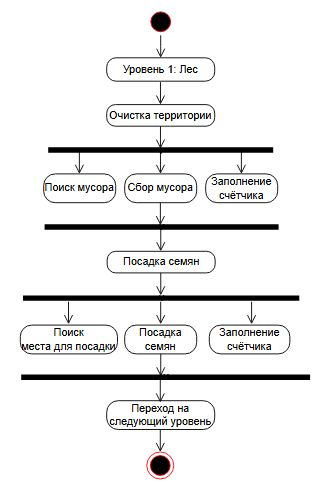 Уровень 1: Лес
Очистка территории
Поиск мусора
Сбор мусора
Заполнение
счётчика
Посадка семян
Поиск
места для посадки
Посадка
семян
Заполнение
счётчика
Переход на
следующий уровень